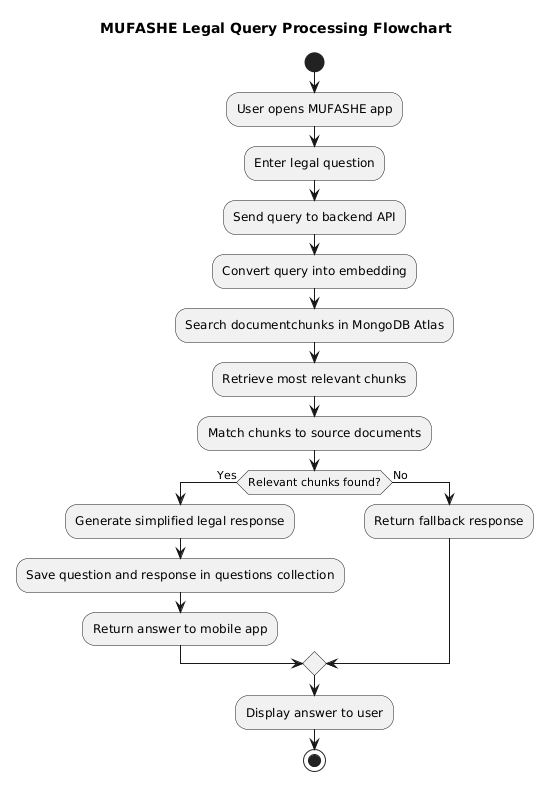 MUFASHE Legal Query Processing Flowchart
User opens MUFASHE app
Enter legal question
Send query to backend API
Convert query into embedding
Search documentchunks in MongoDB Atlas
Retrieve most relevant chunks
Match chunks to source documents
Yes
Relevant chunks found?
No
Generate simplified legal response
Return fallback response
Save question and response in questions collection
Return answer to mobile app
Display answer to user